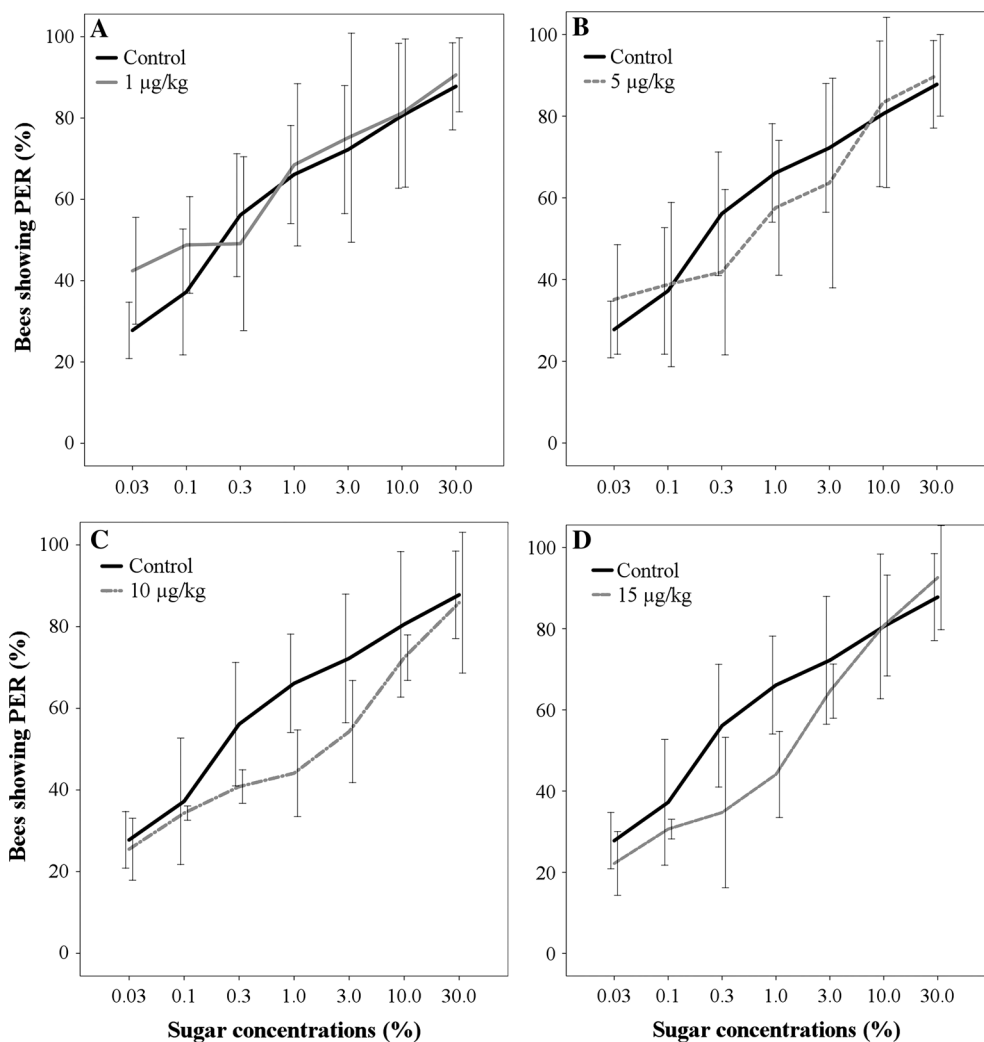 A
Control
1 µg/kg
Bees showing PER (%)
100
80
60
40
20
0
0.03 0.1 0.3 1.0 3.0 10.0 30.0
B
Control
5 µg/kg
100
80
60
40
20
0
0.03 0.1 0.3 1.0 3.0 10.0 30.0
C
Control
10 µg/kg
Bees showing PER (%)
100
80
60
40
20
0
0.03 0.1 0.3 1.0 3.0 10.0 30.0
Sugar concentrations (%)
D
Control
15 µg/kg
100
80
60
40
20
0
0.03 0.1 0.3 1.0 3.0 10.0 30.0
Sugar concentrations (%)